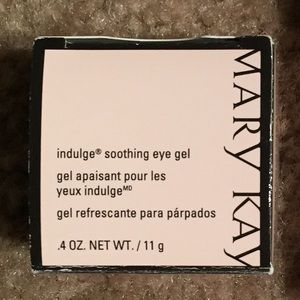 indulge® soothing eye gel
gel apaisant pour les
yeux indulgeᴹᴰ
gel refrescante para párpados
.4 OZ. NET WT. / 11 g
MARY KAY